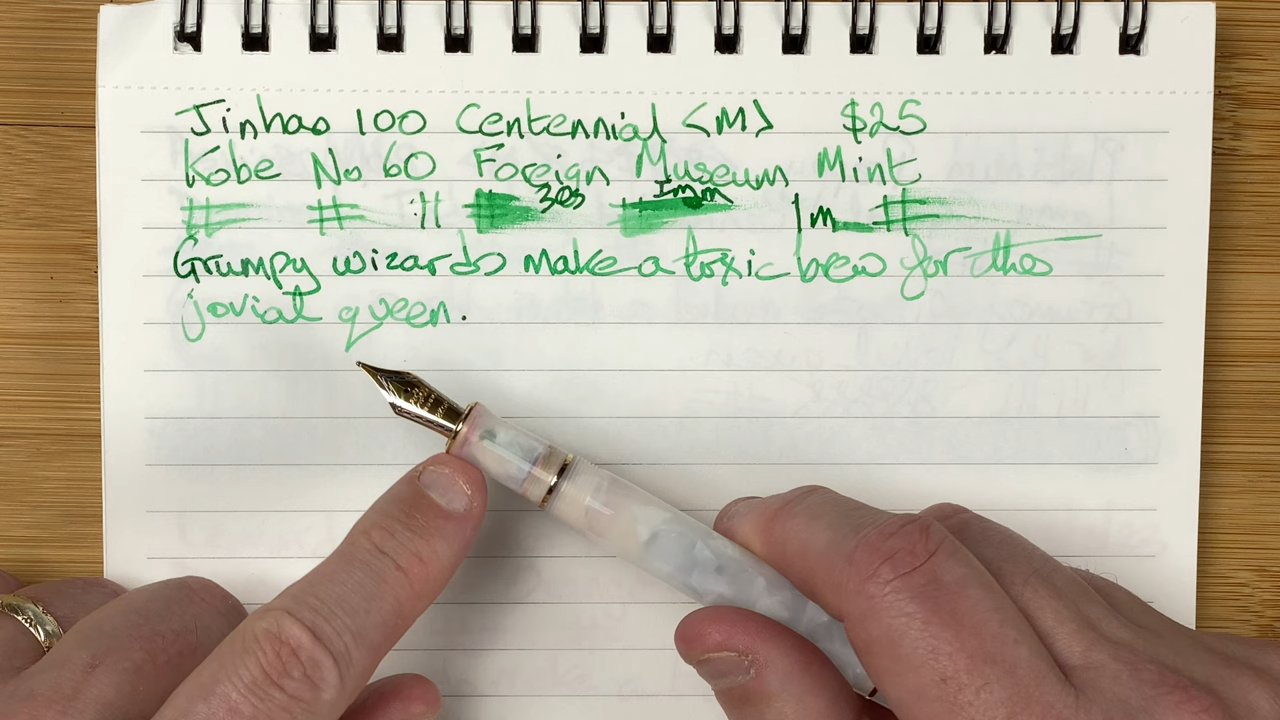 Jinhao 100 Centennial <M> $25
Kobe No 60 Foreign Museum Mint
30s 1mm 1m
Grumpy wizards make a toxic brew for the
jovial queen.